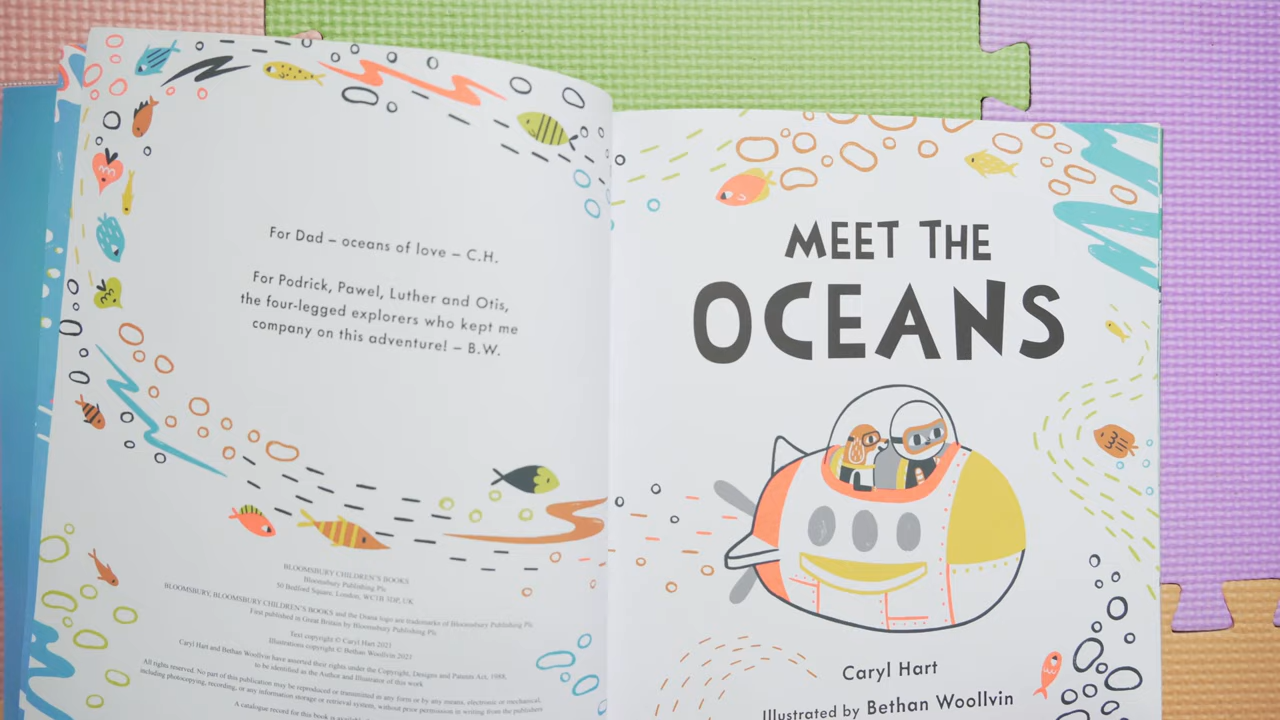 For Dad – oceans of love – C.H.
For Podrick, Pawel, Luther and Otis,
the four-legged explorers who kept me
company on this adventure! – B.W.
BLOOMSBURY CHILDREN'S BOOKS
Bloomsbury Publishing Plc
50 Bedford Square, London, WC1B 3DP, UK
BLOOMSBURY, BLOOMSBURY CHILDREN'S BOOKS and the Diana logo are trademarks of Bloomsbury Publishing Plc
First published in Great Britain by Bloomsbury Publishing Plc
Text copyright © Caryl Hart 2023
Illustrations copyright © Bethan Woollvin 2023
Caryl Hart and Bethan Woollvin have asserted their rights under the Copyright, Designs and Patents Act, 1988,
to be identified as the Author and Illustrator of this work
All rights reserved. No part of this publication may be reproduced or transmitted in any form or by any means, electronic or mechanical,
including photocopying, recording, or any information storage or retrieval system, without prior permission in writing from the publishers
A catalogue record for this book is
MEET THE
OCEANS
Caryl Hart
Illustrated by Bethan Woollvin